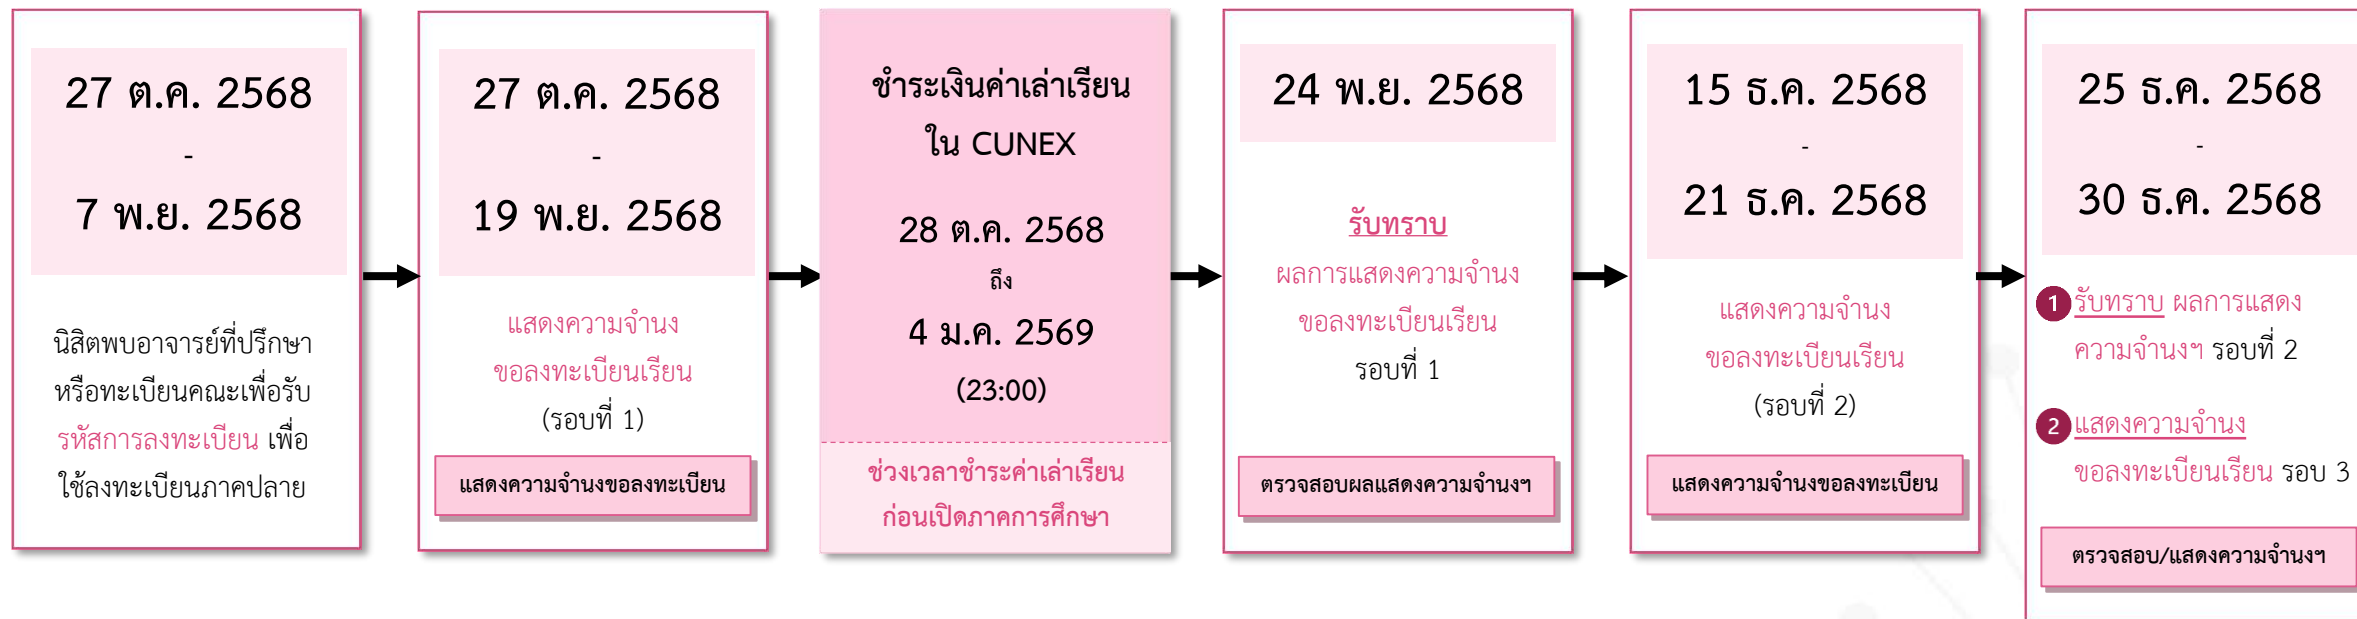 27 ต.ค. 2568
-
7 พ.ย. 2568
นิสิตพบอาจารย์ที่ปรึกษา
หรือทะเบียนคณะเพื่อรับ
รหัสการลงทะเบียน เพื่อ
ใช้ลงทะเบียนภาคปลาย
27 ต.ค. 2568
-
19 พ.ย. 2568
แสดงความจำนง
ขอลงทะเบียนเรียน
(รอบที่ 1)
แสดงความจำนงขอลงทะเบียน
ชำระเงินค่าเล่าเรียน
ใน CUNEX
28 ต.ค. 2568
ถึง
4 ม.ค. 2569
(23:00)
ช่วงเวลาชำระค่าเล่าเรียน
ก่อนเปิดภาคการศึกษา
24 พ.ย. 2568
รับทราบ
ผลการแสดงความจำนง
ขอลงทะเบียนเรียน
รอบที่ 1
ตรวจสอบผลแสดงความจำนงฯ
15 ธ.ค. 2568
-
21 ธ.ค. 2568
แสดงความจำนง
ขอลงทะเบียนเรียน
(รอบที่ 2)
แสดงความจำนงขอลงทะเบียน
25 ธ.ค. 2568
-
30 ธ.ค. 2568
1 รับทราบ ผลการแสดง
ความจำนงฯ รอบที่ 2
2 แสดงความจำนง
ขอลงทะเบียนเรียน รอบ 3
ตรวจสอบ/แสดงความจำนงฯ